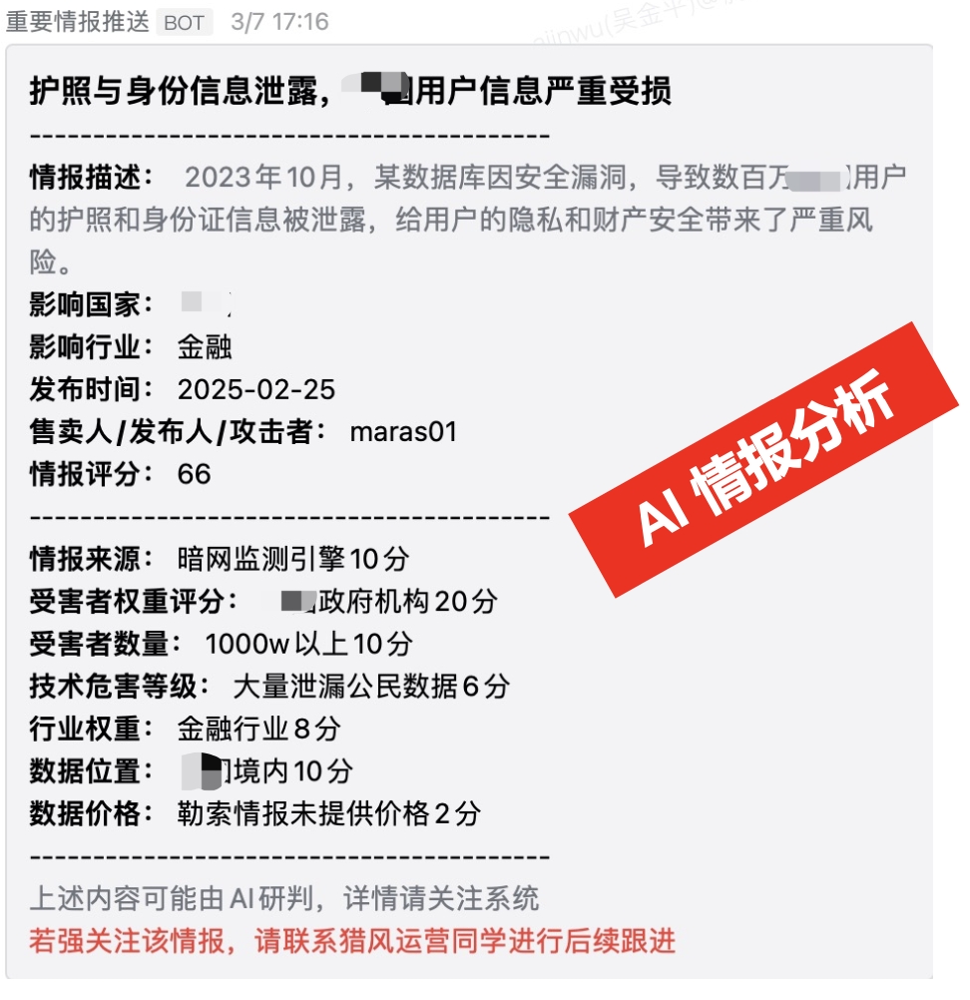 重要情报推送 BOT 3/7 17:16
护照与身份信息泄露，用户信息严重受损
----------------------------------------
情报描述： 2023年10月，某数据库因安全漏洞，导致数百万用户
的护照和身份证信息被泄露，给用户的隐私和财产安全带来了严重风
险。
影响国家：
影响行业： 金融
发布时间： 2025-02-25
售卖人/发布人/攻击者： maras01
情报评分： 66
----------------------------------------
情报来源： 暗网监测引擎10分
受害者权重评分： 政府机构20分
受害者数量： 1000w以上10分
技术危害等级： 大量泄漏公民数据6分
行业权重： 金融行业8分
数据位置： 境内10分
数据价格： 勒索情报未提供价格2分
----------------------------------------
上述内容可能由AI研判，详情请关注系统
若强关注该情报，请联系猎风运营同学进行后续跟进
AI 情报分析